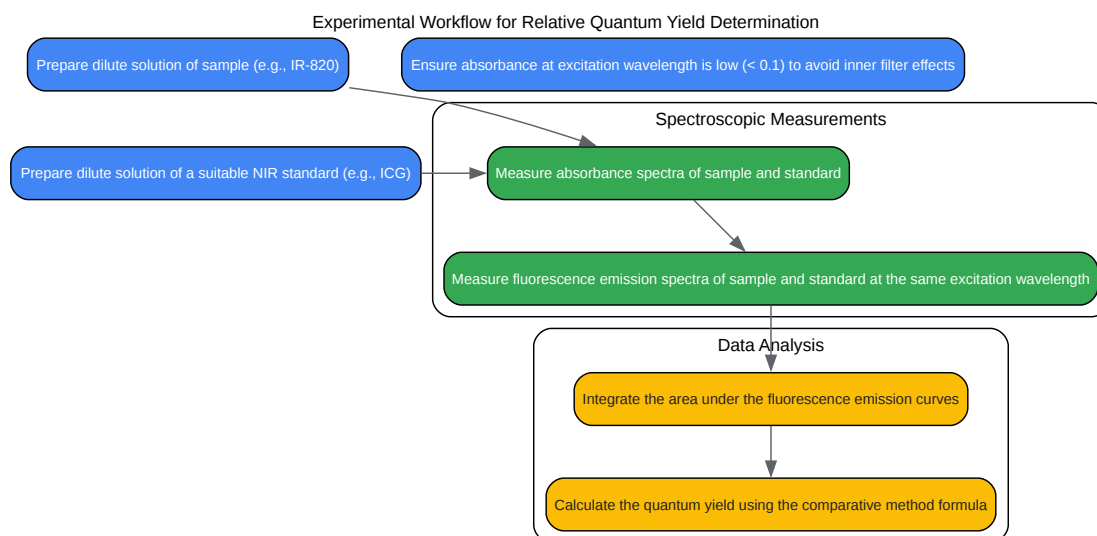 Experimental Workflow for Relative Quantum Yield Determination
Prepare dilute solution of sample (e.g., IR-820)
Ensure absorbance at excitation wavelength is low (< 0.1) to avoid inner filter effects
Spectroscopic Measurements
Prepare dilute solution of a suitable NIR standard (e.g., ICG)
Measure absorbance spectra of sample and standard
Measure fluorescence emission spectra of sample and standard at the same excitation wavelength
Data Analysis
Integrate the area under the fluorescence emission curves
Calculate the quantum yield using the comparative method formula